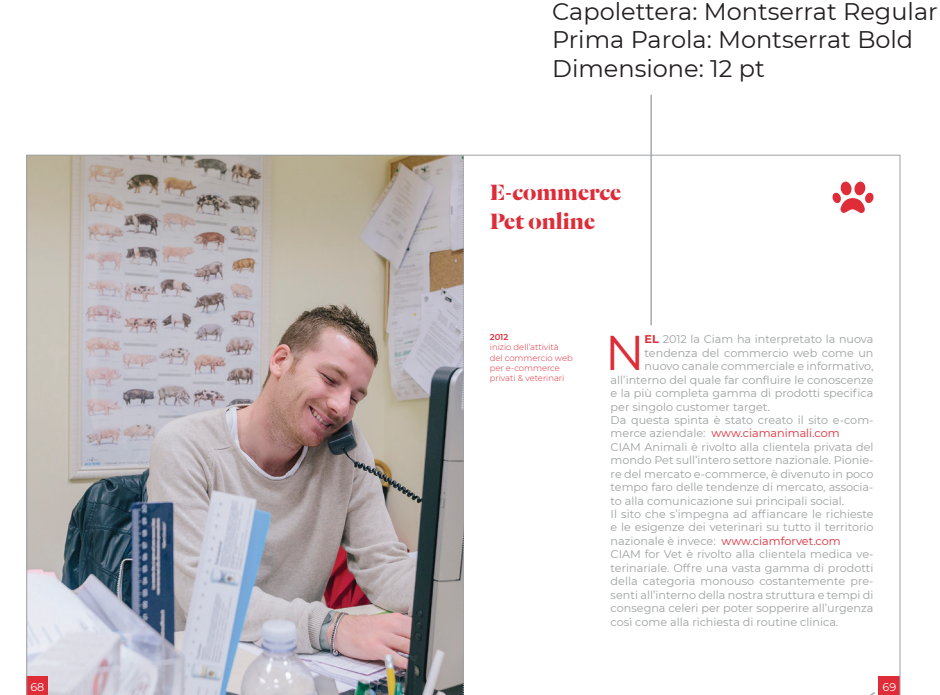 Capolettera: Montserrat Regular
Prima Parola: Montserrat Bold
Dimensione: 12 pt
E-commerce
Pet online
2012
inizio dell'attività
del commercio web
per e-commerce
privati & veterinari
NEL 2012 la Ciam ha interpretato la nuova
tendenza del commercio web come un
nuovo canale commerciale e informativo,
all'interno del quale far confluire le conoscenze
e la più completa gamma di prodotti specifica
per singolo customer target.
Da questa spinta è stato creato il sito e-com-
merce aziendale: www.ciamanimali.com
CIAM Animali è rivolto alla clientela privata del
mondo Pet sull'intero settore nazionale. Pionie-
re del mercato e-commerce, è divenuto in poco
tempo faro delle tendenze di mercato, associa-
to alla comunicazione sui principali social.
Il sito che s'impegna ad affiancare le richieste
e le esigenze dei veterinari su tutto il territorio
nazionale è invece: www.ciamforvet.com
CIAM for Vet è rivolto alla clientela medica ve-
terinariale. Offre una vasta gamma di prodotti
della categoria monouso costantemente pre-
senti all'interno della nostra struttura e tempi di
consegna celeri per poter sopperire all'urgenza
così come alla richiesta di routine clinica.
68
69